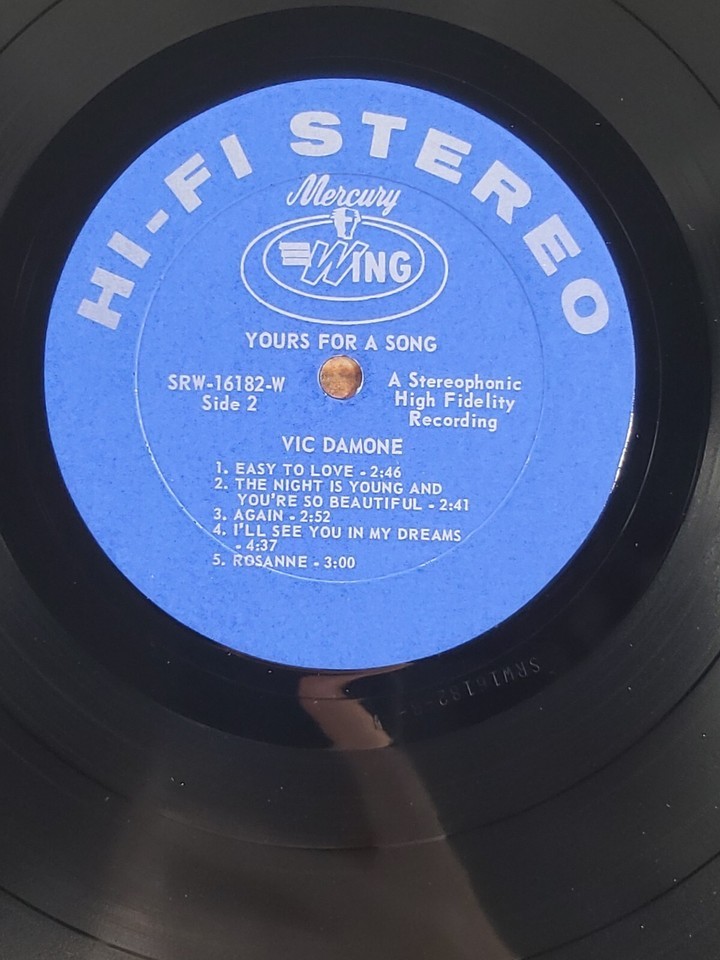 HI-FI STEREO
Mercury
WING
YOURS FOR A SONG
SRW-16182-W
Side 2
A Stereophonic
High Fidelity
Recording
VIC DAMONE
1. EASY TO LOVE - 2:46
2. THE NIGHT IS YOUNG AND
YOU'RE SO BEAUTIFUL - 2:41
3. AGAIN - 2:52
4. I'LL SEE YOU IN MY DREAMS
- 4:37
5. ROSANNE - 3:00